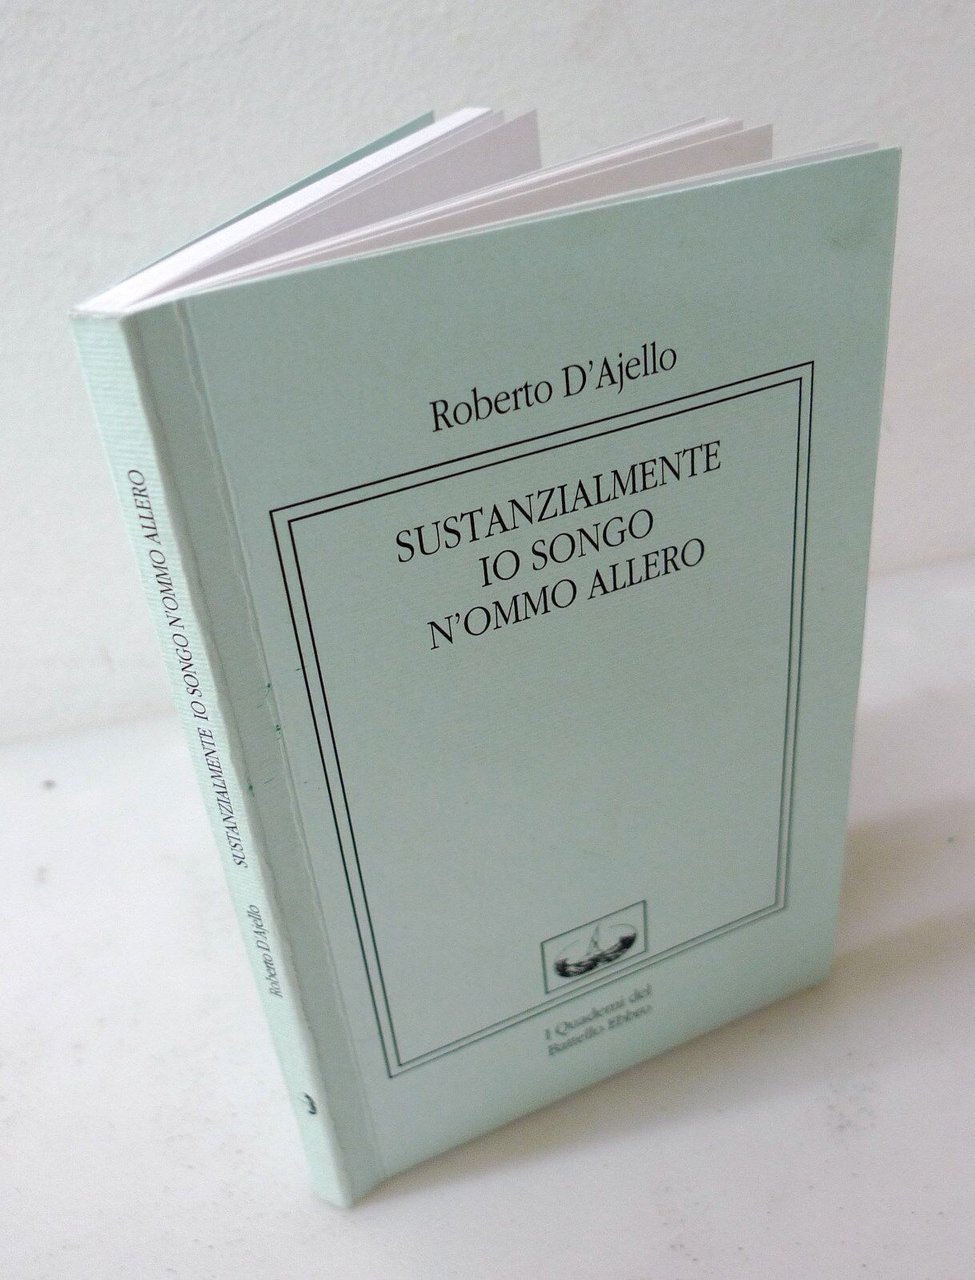 Roberto D'Ajello
SUSTANZIALMENTE
IO SONGO
N'OMMO ALLERO
I Quaderni del
Battello Ebbro
Roberto D'Ajello SUSTANZIALMENTE IO SONGO N'OMMO ALLERO